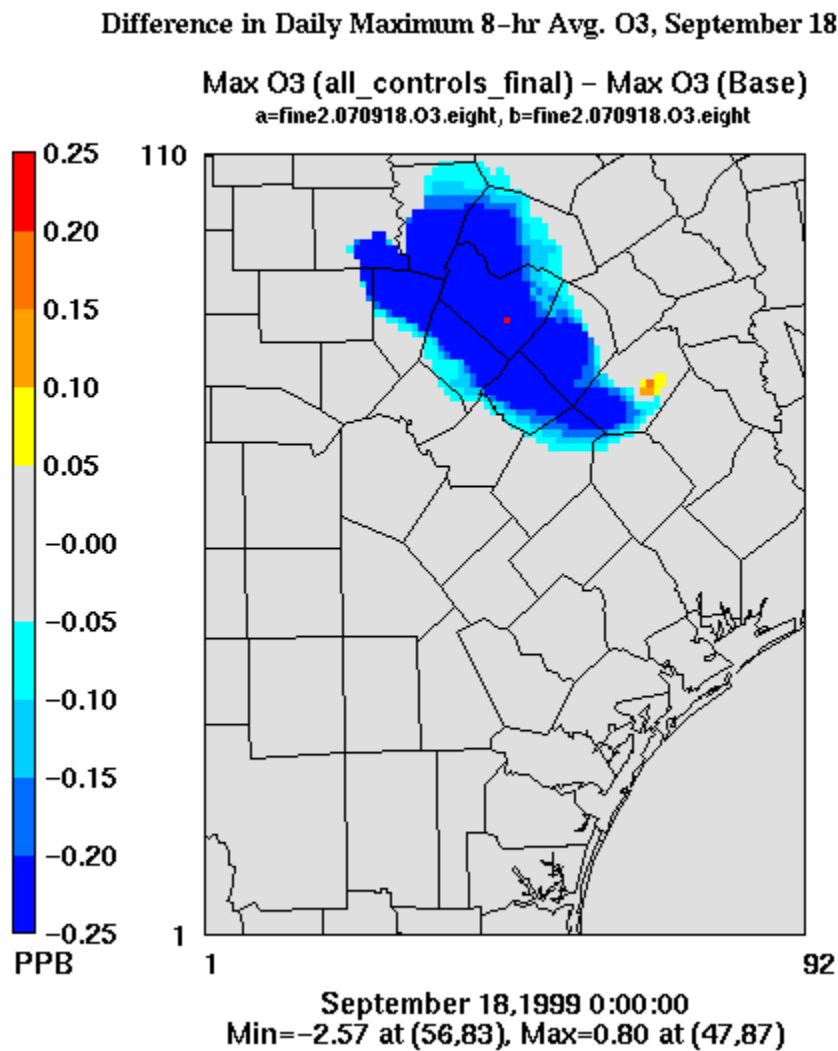 Difference in Daily Maximum 8-hr Avg. O3, September 18
Max O3 (all_controls_final) – Max O3 (Base)
a=fine2.070918.O3.eight, b=fine2.070918.O3.eight
0.25
0.20
0.15
0.10
0.05
-0.00
-0.05
-0.10
-0.15
-0.20
-0.25
PPB
110
1
1
92
September 18,1999 0:00:00
Min=-2.57 at (56,83), Max=0.80 at (47,87)